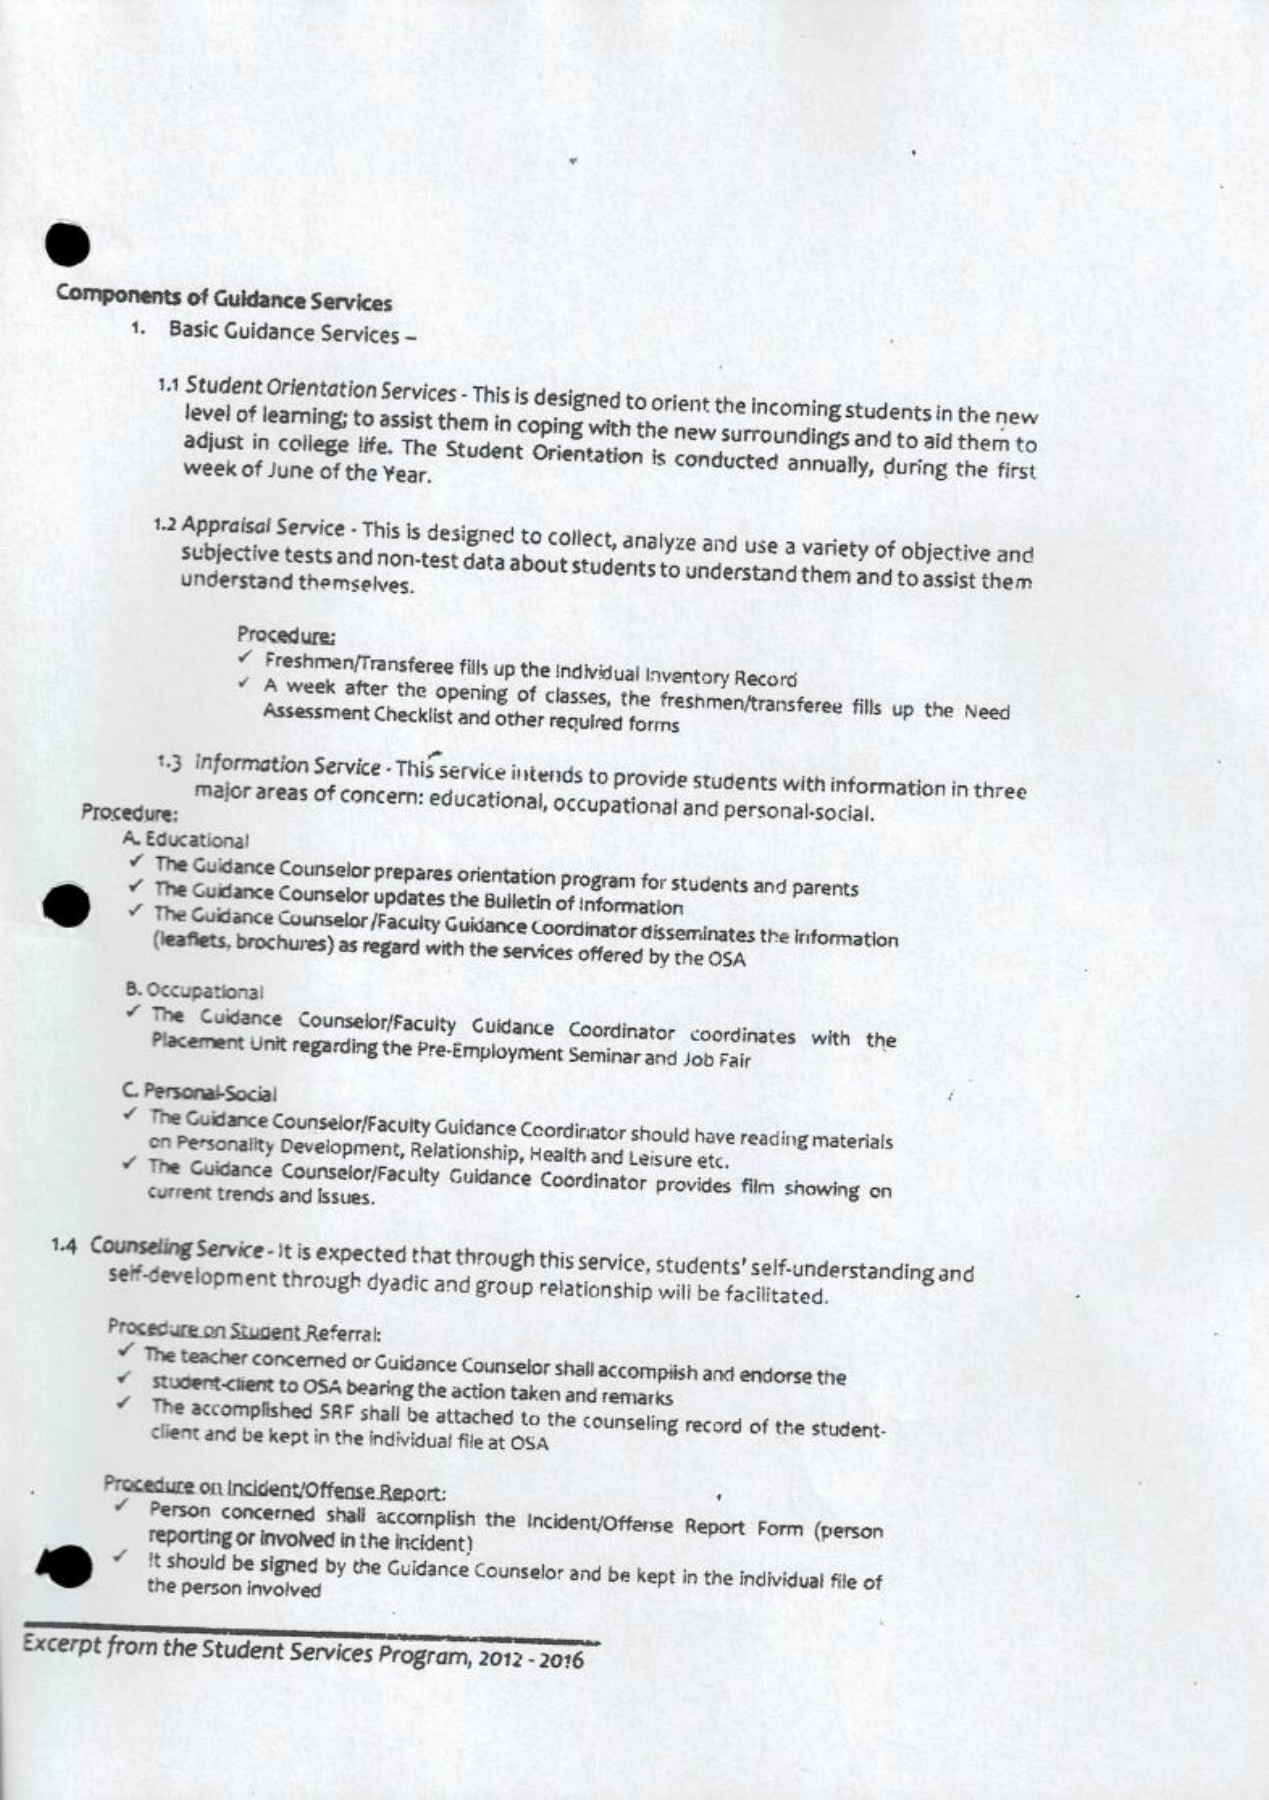 Components of Guidance Services
1. Basic Guidance Services –
1.1 Student Orientation Services - This is designed to orient the incoming students in the new
level of learning; to assist them in coping with the new surroundings and to aid them to
adjust in college life. The Student Orientation is conducted annually, during the first
week of June of the Year.
1.2 Appraisal Service - This is designed to collect, analyze and use a variety of objective and
subjective tests and non-test data about students to understand them and to assist them
understand themselves.
Procedure:
✓ Freshmen/Transferee fills up the Individual Inventory Record
✓ A week after the opening of classes, the freshmen/transferee fills up the Need
Assessment Checklist and other required forms
1.3 Information Service - This service intends to provide students with information in three
major areas of concern: educational, occupational and personal-social.
Procedure:
A. Educational
✓ The Guidance Counselor prepares orientation program for students and parents
✓ The Guidance Counselor updates the Bulletin of Information
✓ The Guidance Counselor /Faculty Guidance Coordinator disseminates the information
(leaflets, brochures) as regard with the services offered by the OSA
B. Occupational
✓ The Guidance Counselor/Faculty Guidance Coordinator coordinates with the
Placement Unit regarding the Pre-Employment Seminar and Job Fair
C. Personal-Social
✓ The Guidance Counselor/Faculty Guidance Coordinator should have reading materials
on Personality Development, Relationship, Health and Leisure etc.
✓ The Guidance Counselor/Faculty Guidance Coordinator provides film showing on
current trends and issues.
1.4 Counseling Service - It is expected that through this service, students' self-understanding and
self-development through dyadic and group relationship will be facilitated.
Procedure on Student Referral:
✓ The teacher concerned or Guidance Counselor shall accomplish and endorse the
✓ student-client to OSA bearing the action taken and remarks
✓ The accomplished SRF shall be attached to the counseling record of the student-
client and be kept in the individual file at OSA
Procedure on Incident/Offense Report:
✓ Person concerned shall accomplish the Incident/Offense Report Form (person
reporting or involved in the incident)
✓ It should be signed by the Guidance Counselor and be kept in the individual file of
the person involved
Excerpt from the Student Services Program, 2012 - 2016